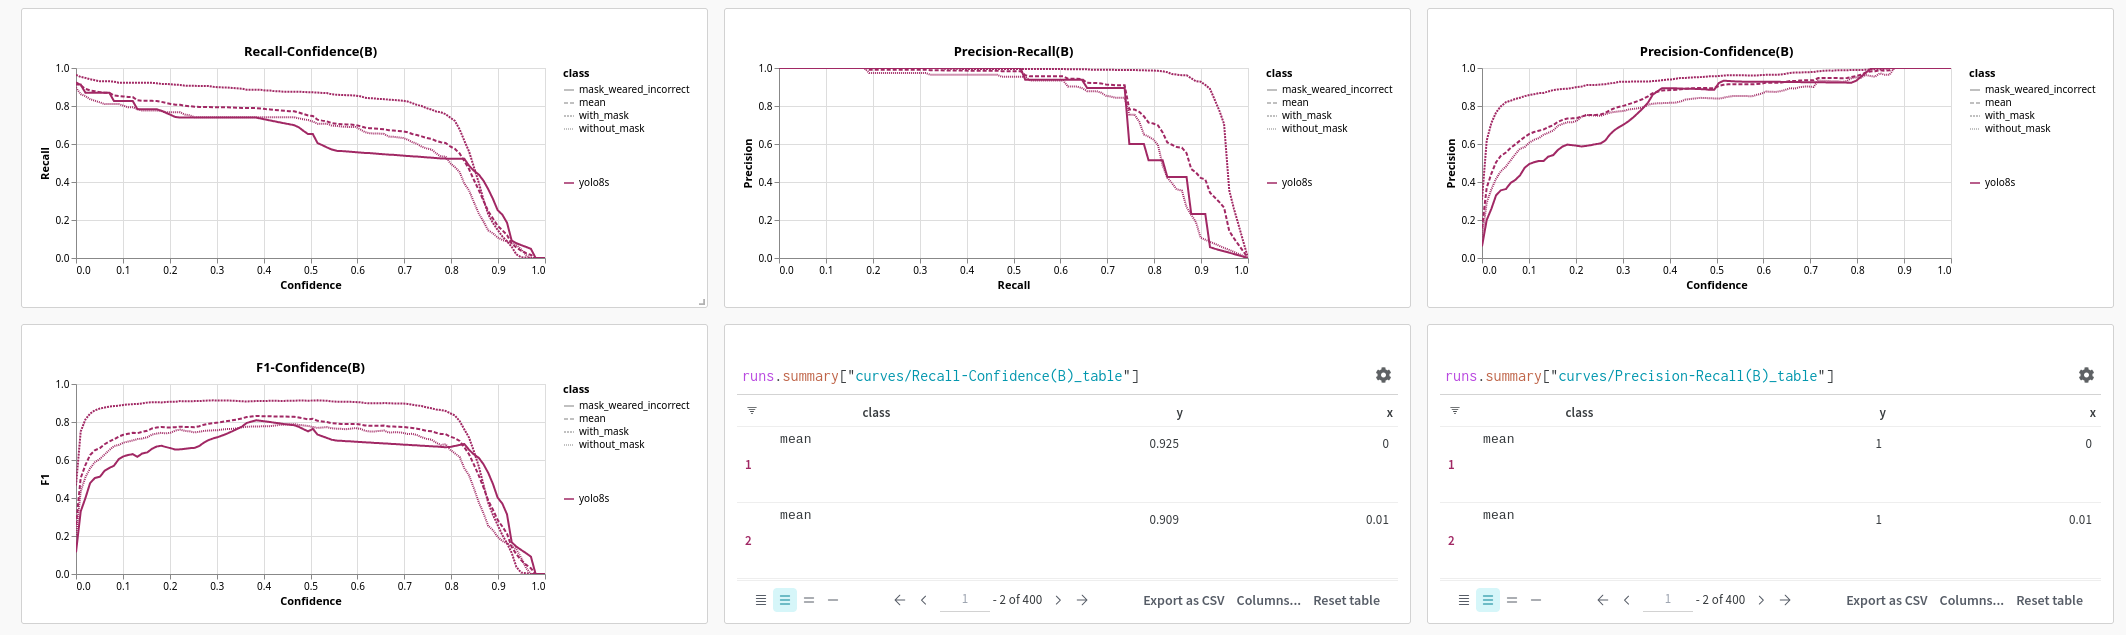 Recall-Confidence(B)
1.0
0.8
0.6
0.4
0.2
0.0
Recall
0.0 0.1 0.2 0.3 0.4 0.5 0.6 0.7 0.8 0.9 1.0
Confidence
class
mask_weared_incorrect
mean
with_mask
without_mask
yolo8s
Precision-Recall(B)
1.0
0.8
0.6
0.4
0.2
0.0
Precision
0.0 0.1 0.2 0.3 0.4 0.5 0.6 0.7 0.8 0.9 1.0
Recall
class
mask_weared_incorrect
mean
with_mask
without_mask
yolo8s
Precision-Confidence(B)
1.0
0.8
0.6
0.4
0.2
0.0
Precision
0.0 0.1 0.2 0.3 0.4 0.5 0.6 0.7 0.8 0.9 1.0
Confidence
class
mask_weared_incorrect
mean
with_mask
without_mask
yolo8s
F1-Confidence(B)
1.0
0.8
0.6
0.4
0.2
0.0
F1
0.0 0.1 0.2 0.3 0.4 0.5 0.6 0.7 0.8 0.9 1.0
Confidence
class
mask_weared_incorrect
mean
with_mask
without_mask
yolo8s
runs.summary["curves/Recall-Confidence(B)_table"]
class y x
1 mean 0.925 0
2 mean 0.909 0.01
1 - 2 of 400
Export as CSV Columns... Reset table
runs.summary["curves/Precision-Recall(B)_table"]
class y x
1 mean 1 0
2 mean 1 0.01
1 - 2 of 400
Export as CSV Columns... Reset table